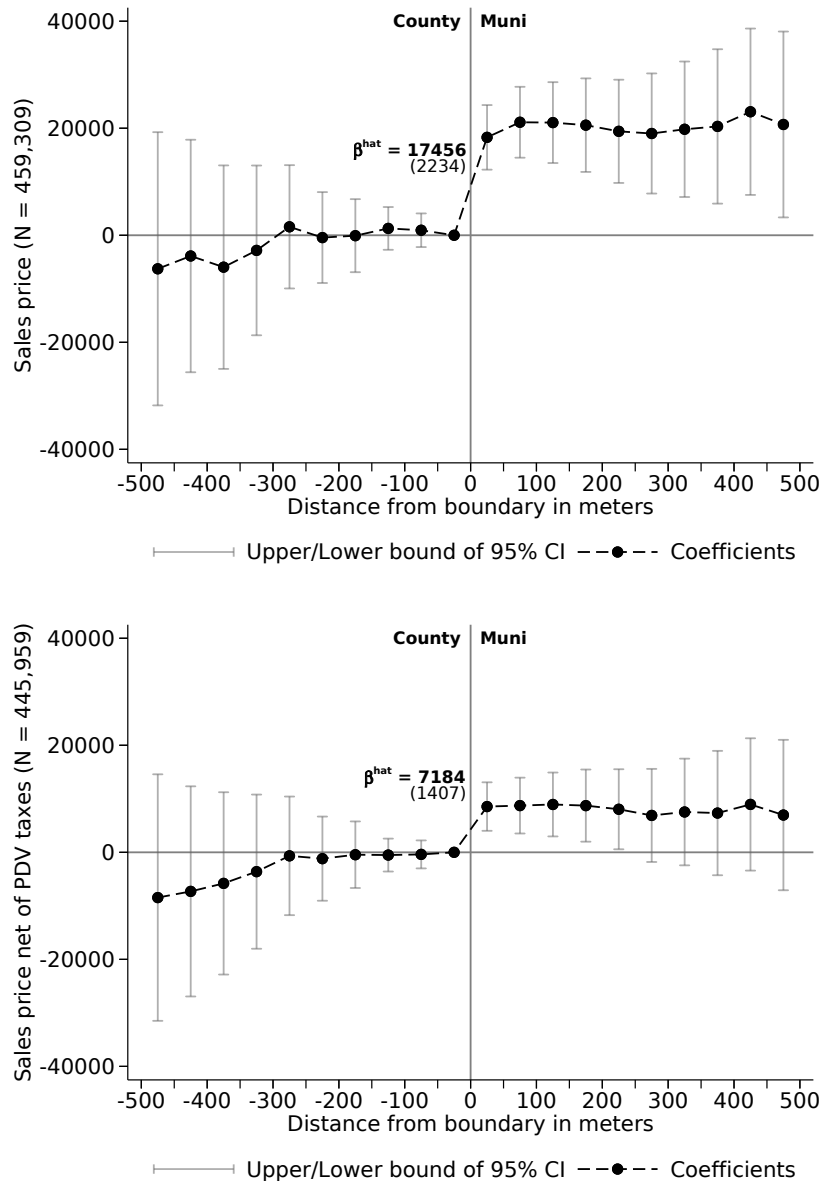 County Muni
40000
20000
0
-20000
-40000
Sales price (N = 459,309)
βhat = 17456
(2234)
-500 -400 -300 -200 -100 0 100 200 300 400 500
Distance from boundary in meters
Upper/Lower bound of 95% CI Coefficients
County Muni
40000
20000
0
-20000
-40000
Sales price net of PDV taxes (N = 445,959)
βhat = 7184
(1407)
-500 -400 -300 -200 -100 0 100 200 300 400 500
Distance from boundary in meters
Upper/Lower bound of 95% CI Coefficients